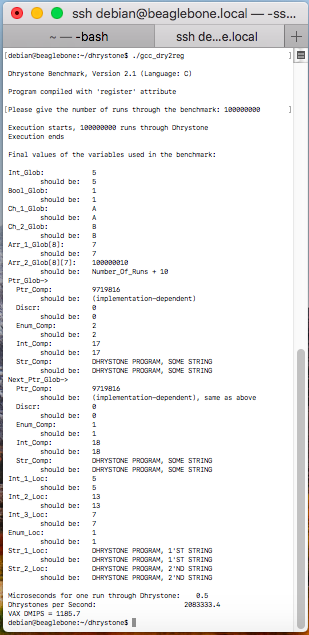 ssh debian@beaglebone.local — -ss...
~ — -bash
ssh de...e.local
[debian@beaglebone:~/dhrystone$ ./gcc_dry2reg ]
Dhrystone Benchmark, Version 2.1 (Language: C)
Program compiled with 'register' attribute
[Please give the number of runs through the benchmark: 100000000 ]
Execution starts, 100000000 runs through Dhrystone
Execution ends
Final values of the variables used in the benchmark:
Int_Glob: 5
should be: 5
Bool_Glob: 1
should be: 1
Ch_1_Glob: A
should be: A
Ch_2_Glob: B
should be: B
Arr_1_Glob[8]: 7
should be: 7
Arr_2_Glob[8][7]: 100000010
should be: Number_Of_Runs + 10
Ptr_Glob->
Ptr_Comp: 9719816
should be: (implementation-dependent)
Discr: 0
should be: 0
Enum_Comp: 2
should be: 2
Int_Comp: 17
should be: 17
Str_Comp: DHRYSTONE PROGRAM, SOME STRING
should be: DHRYSTONE PROGRAM, SOME STRING
Next_Ptr_Glob->
Ptr_Comp: 9719816
should be: (implementation-dependent), same as above
Discr: 0
should be: 0
Enum_Comp: 1
should be: 1
Int_Comp: 18
should be: 18
Str_Comp: DHRYSTONE PROGRAM, SOME STRING
should be: DHRYSTONE PROGRAM, SOME STRING
Int_1_Loc: 5
should be: 5
Int_2_Loc: 13
should be: 13
Int_3_Loc: 7
should be: 7
Enum_Loc: 1
should be: 1
Str_1_Loc: DHRYSTONE PROGRAM, 1'ST STRING
should be: DHRYSTONE PROGRAM, 1'ST STRING
Str_2_Loc: DHRYSTONE PROGRAM, 2'ND STRING
should be: DHRYSTONE PROGRAM, 2'ND STRING
Microseconds for one run through Dhrystone: 0.5
Dhrystones per Second: 2083333.4
VAX DMIPS = 1185.7
debian@beaglebone:~/dhrystone$